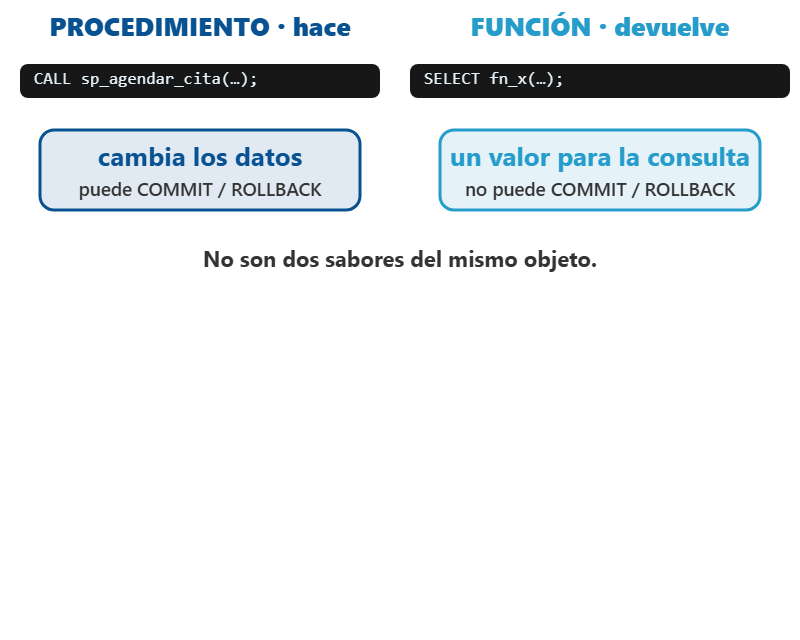 PROCEDIMIENTO · hace
FUNCIÓN · devuelve
CALL sp_agendar_cita(…);
SELECT fn_x(…);
cambia los datos
puede COMMIT / ROLLBACK
un valor para la consulta
no puede COMMIT / ROLLBACK
No son dos sabores del mismo objeto.